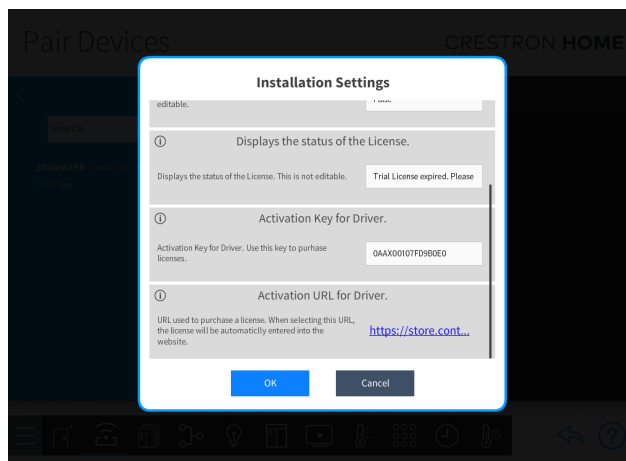 Pair Devices
CRESTRON HOME
Installation Settings
editable.
Displays the status of the License.
Displays the status of the License. This is not editable.
Trial License expired. Please
Search
Activation Key for Driver.
Activation Key for Driver. Use this key to purhase
licenses.
0AAX00107FD9B0E0
Activation URL for Driver.
URL used to purchase a license. When selecting this URL,
the license will be automaticlly entered into the
website.
https://store.cont...
OK
Cancel